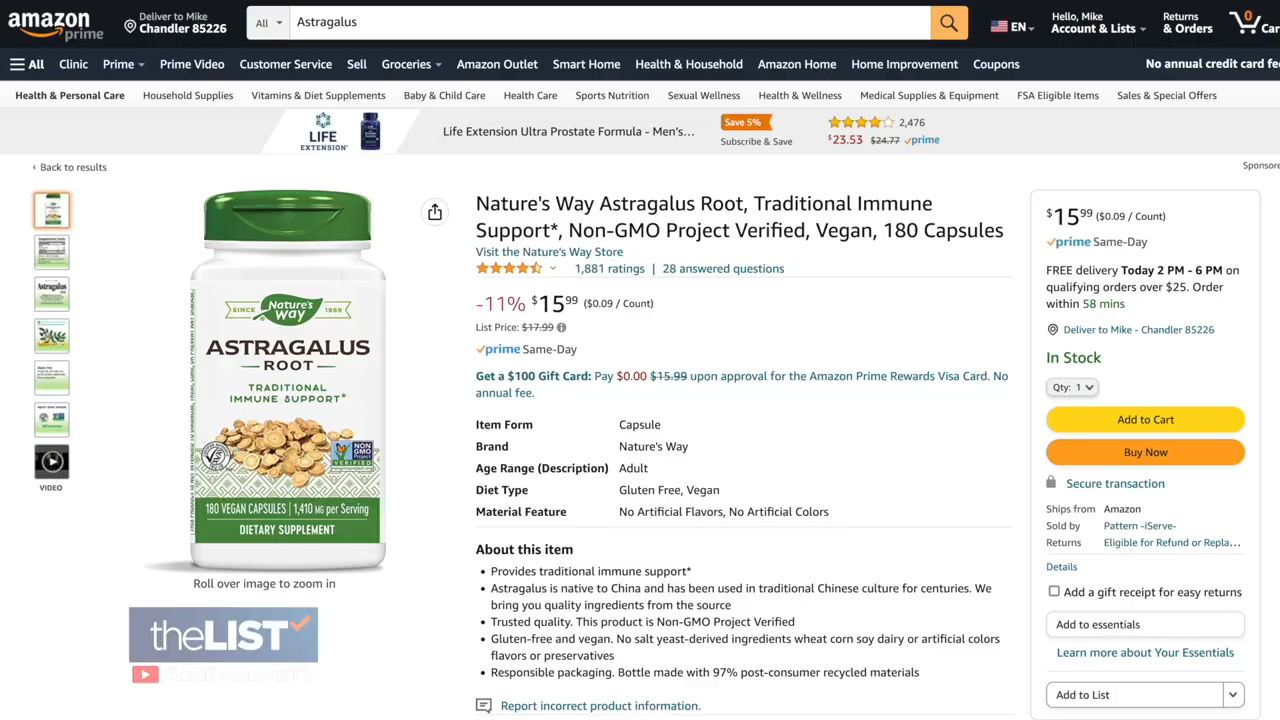 amazon
prime
Deliver to Mike
Chandler 85226
All
Astragalus
EN
Hello, Mike
Account & Lists
Returns
& Orders
0
Car
All
Clinic
Prime
Prime Video
Customer Service
Sell
Groceries
Amazon Outlet
Smart Home
Health & Household
Amazon Home
Home Improvement
Coupons
No annual credit card fe
Health & Personal Care
Household Supplies
Vitamins & Diet Supplements
Baby & Child Care
Health Care
Sports Nutrition
Sexual Wellness
Health & Wellness
Medical Supplies & Equipment
FSA Eligible Items
Sales & Special Offers
LIFE
EXTENSION
Life Extension Ultra Prostate Formula - Men's...
Save 5%
Subscribe & Save
2,476
$23.53 $24.77 prime
‹ Back to results
Sponsore
Nature's Way Astragalus Root, Traditional Immune
Support*, Non-GMO Project Verified, Vegan, 180 Capsules
Visit the Nature's Way Store
1,881 ratings | 28 answered questions
-11% $15 99 ($0.09 / Count)
List Price: $17.99
prime Same-Day
Get a $100 Gift Card: Pay $0.00 $15.99 upon approval for the Amazon Prime Rewards Visa Card. No
annual fee.
Item Form Capsule
Brand Nature's Way
Age Range (Description) Adult
Diet Type Gluten Free, Vegan
Material Feature No Artificial Flavors, No Artificial Colors
About this item
• Provides traditional immune support*
• Astragalus is native to China and has been used in traditional Chinese culture for centuries. We
bring you quality ingredients from the source
• Trusted quality. This product is Non-GMO Project Verified
• Gluten-free and vegan. No salt yeast-derived ingredients wheat corn soy dairy or artificial colors
flavors or preservatives
• Responsible packaging. Bottle made with 97% post-consumer recycled materials
Report incorrect product information.
SINCE Nature's Way 1969
ASTRAGALUS
ROOT
TRADITIONAL
IMMUNE SUPPORT*
NON
GMO
Project
VERIFIED
180 VEGAN CAPSULES | 1,410 MG per Serving
DIETARY SUPPLEMENT
Roll over image to zoom in
Astragalus
VIDEO
theLIST
$15 99 ($0.09 / Count)
prime Same-Day
FREE delivery Today 2 PM - 6 PM on
qualifying orders over $25. Order
within 58 mins
Deliver to Mike - Chandler 85226
In Stock
Qty: 1
Add to Cart
Buy Now
Secure transaction
Ships from Amazon
Sold by Pattern -iServe-
Returns Eligible for Refund or Repla...
Details
Add a gift receipt for easy returns
Add to essentials
Learn more about Your Essentials
Add to List